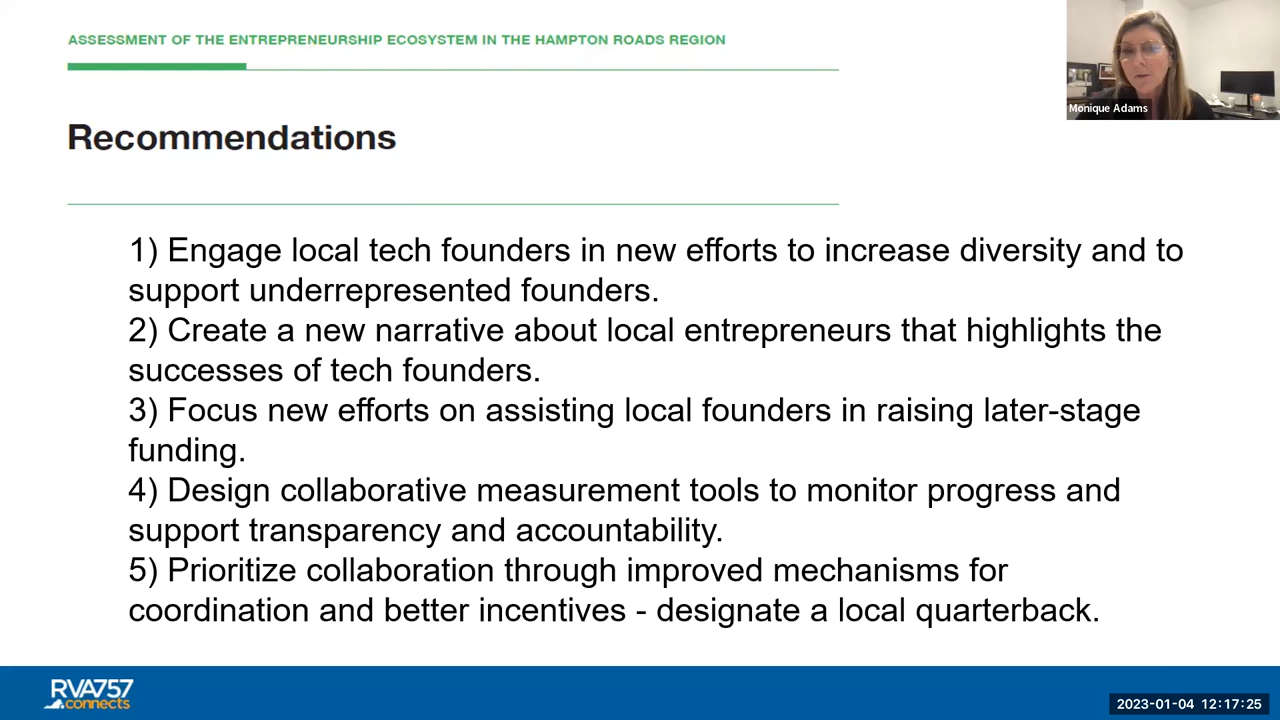 ASSESSMENT OF THE ENTREPRENEURSHIP ECOSYSTEM IN THE HAMPTON ROADS REGION
Monique Adams
Recommendations
1) Engage local tech founders in new efforts to increase diversity and to
support underrepresented founders.
2) Create a new narrative about local entrepreneurs that highlights the
successes of tech founders.
3) Focus new efforts on assisting local founders in raising later-stage
funding.
4) Design collaborative measurement tools to monitor progress and
support transparency and accountability.
5) Prioritize collaboration through improved mechanisms for
coordination and better incentives - designate a local quarterback.
RVA757
connects
2023-01-04 12:17:25